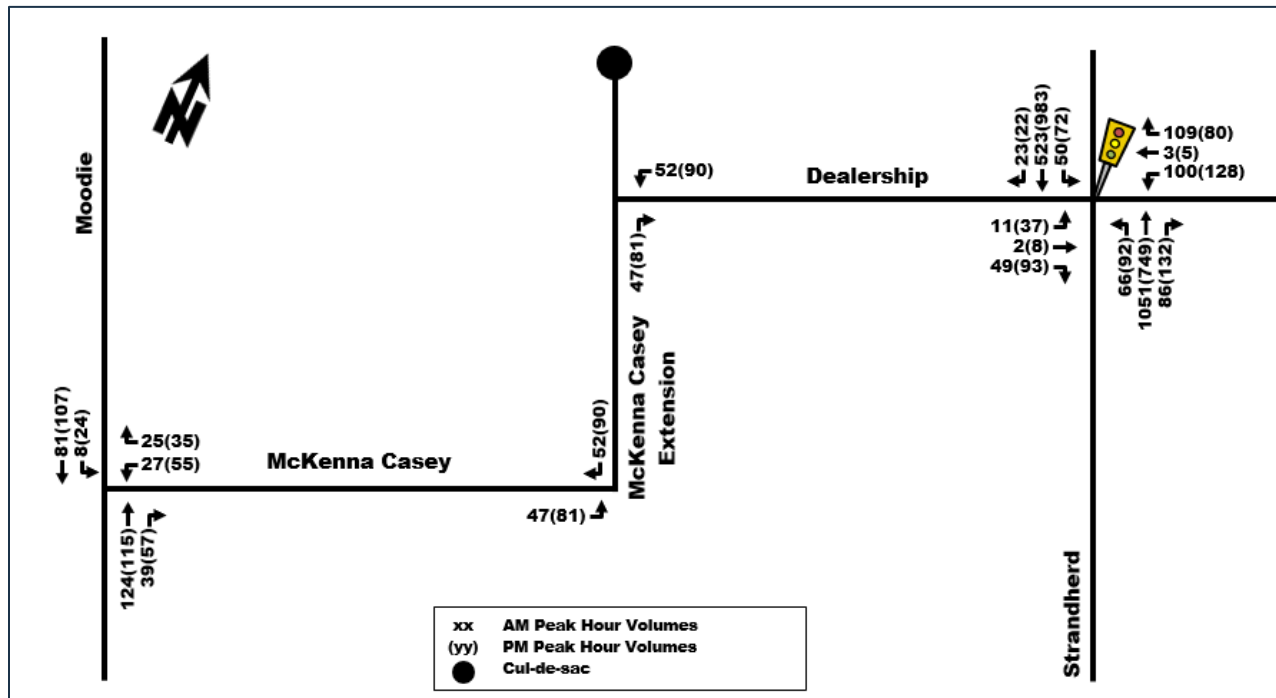 Moodie
81(107)
8(24)
25(35)
27(55)
124(115)
39(57)
McKenna Casey
47(81)
52(90)
McKenna Casey
Extension
47(81)
52(90)
Dealership
23(22)
523(983)
50(72)
109(80)
3(5)
100(128)
11(37)
2(8)
49(93)
66(92)
1051(749)
86(132)
Strandherd
xx AM Peak Hour Volumes
(yy) PM Peak Hour Volumes
Cul-de-sac